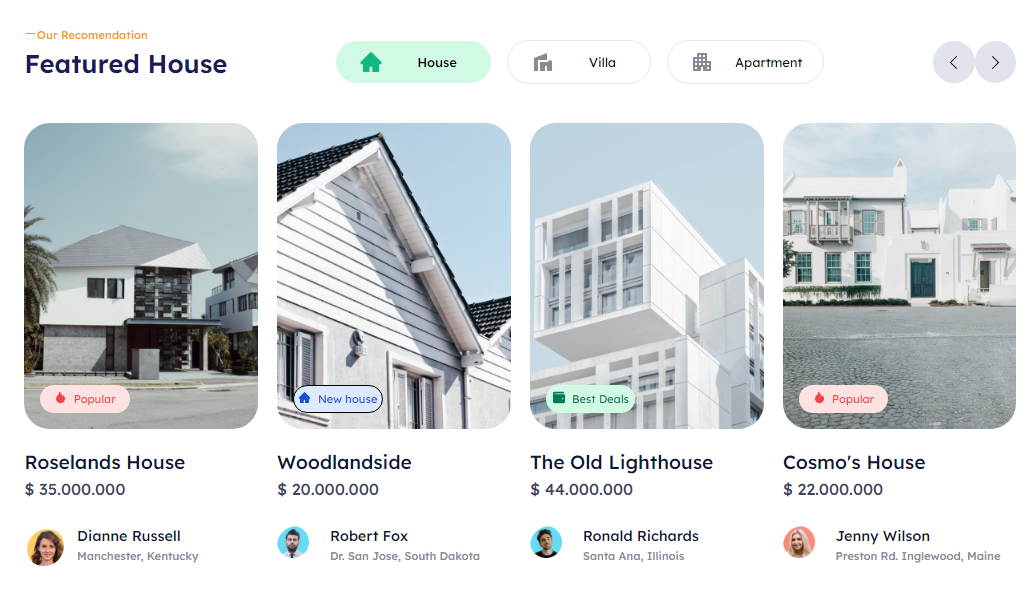 Our Recomendation
Featured House
House
Villa
Apartment
Popular
New house
Best Deals
Popular
Roselands House
$ 35.000.000
Woodlandside
$ 20.000.000
The Old Lighthouse
$ 44.000.000
Cosmo's House
$ 22.000.000
Dianne Russell
Manchester, Kentucky
Robert Fox
Dr. San Jose, South Dakota
Ronald Richards
Santa Ana, Illinois
Jenny Wilson
Preston Rd. Inglewood, Maine